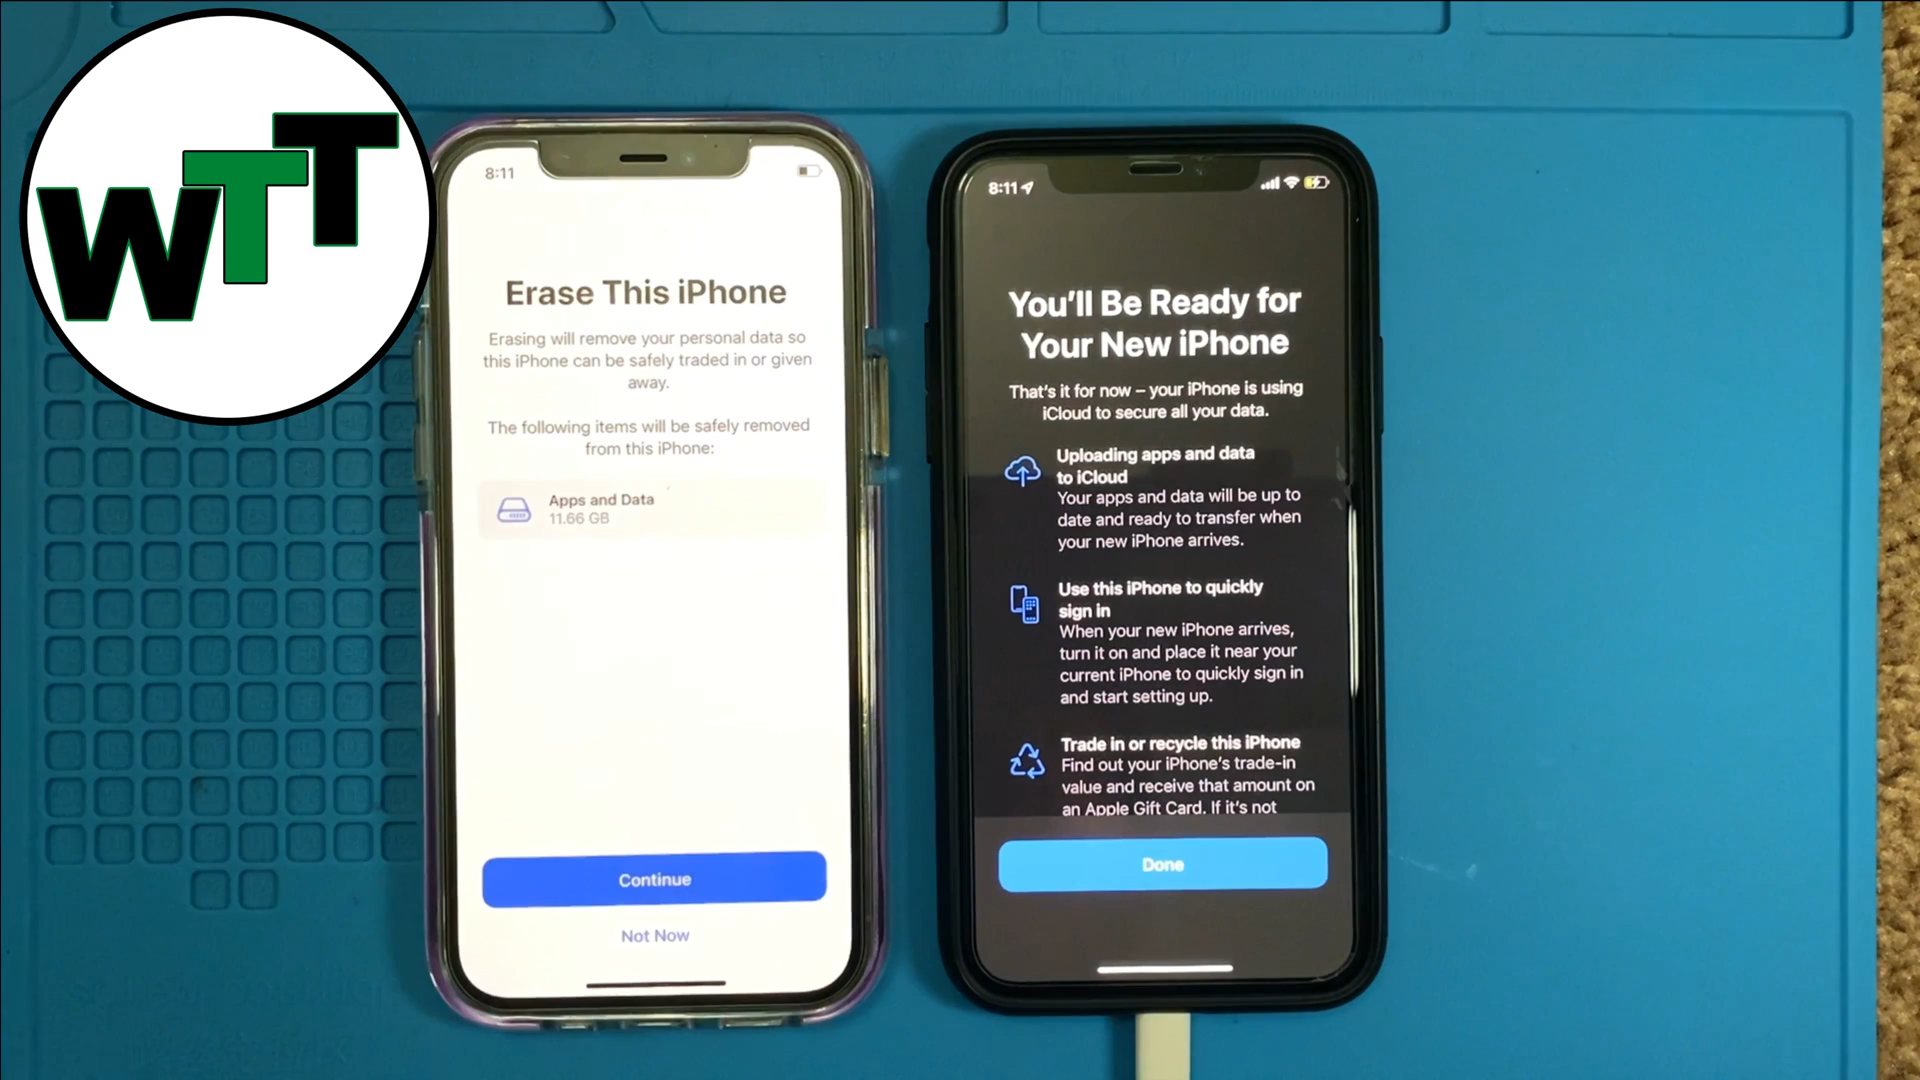 WTT
8:11
Erase This iPhone
Erasing will remove your personal data so
this iPhone can be safely traded in or given
away.
The following items will be safely removed
from this iPhone:
Apps and Data
11.66 GB
Continue
Not Now
8:11
You'll Be Ready for
Your New iPhone
That's it for now – your iPhone is using
iCloud to secure all your data.
Uploading apps and data
to iCloud
Your apps and data will be up to
date and ready to transfer when
your new iPhone arrives.
Use this iPhone to quickly
sign in
When your new iPhone arrives,
turn it on and place it near your
current iPhone to quickly sign in
and start setting up.
Trade in or recycle this iPhone
Find out your iPhone's trade-in
value and receive that amount on
an Apple Gift Card. If it's not
Done